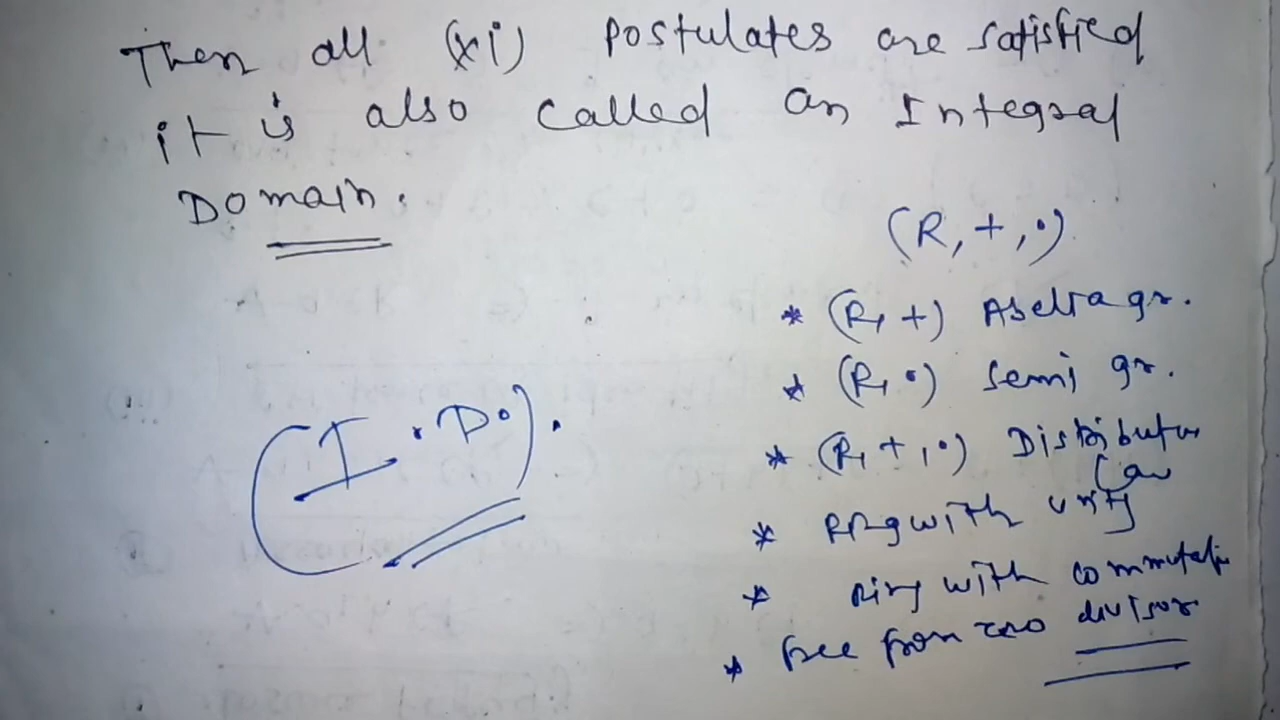 Then all (xi) postulates are satisfied
it is also called an Integral
Domain.
(R, +, •)
* (R, +) Abelian gr.
* (R, •) Semi gr.
* (R, +, •) Distributive
Law
* Ring with unity
* Ring with commutative
* free from zero divisor
(I.D.).